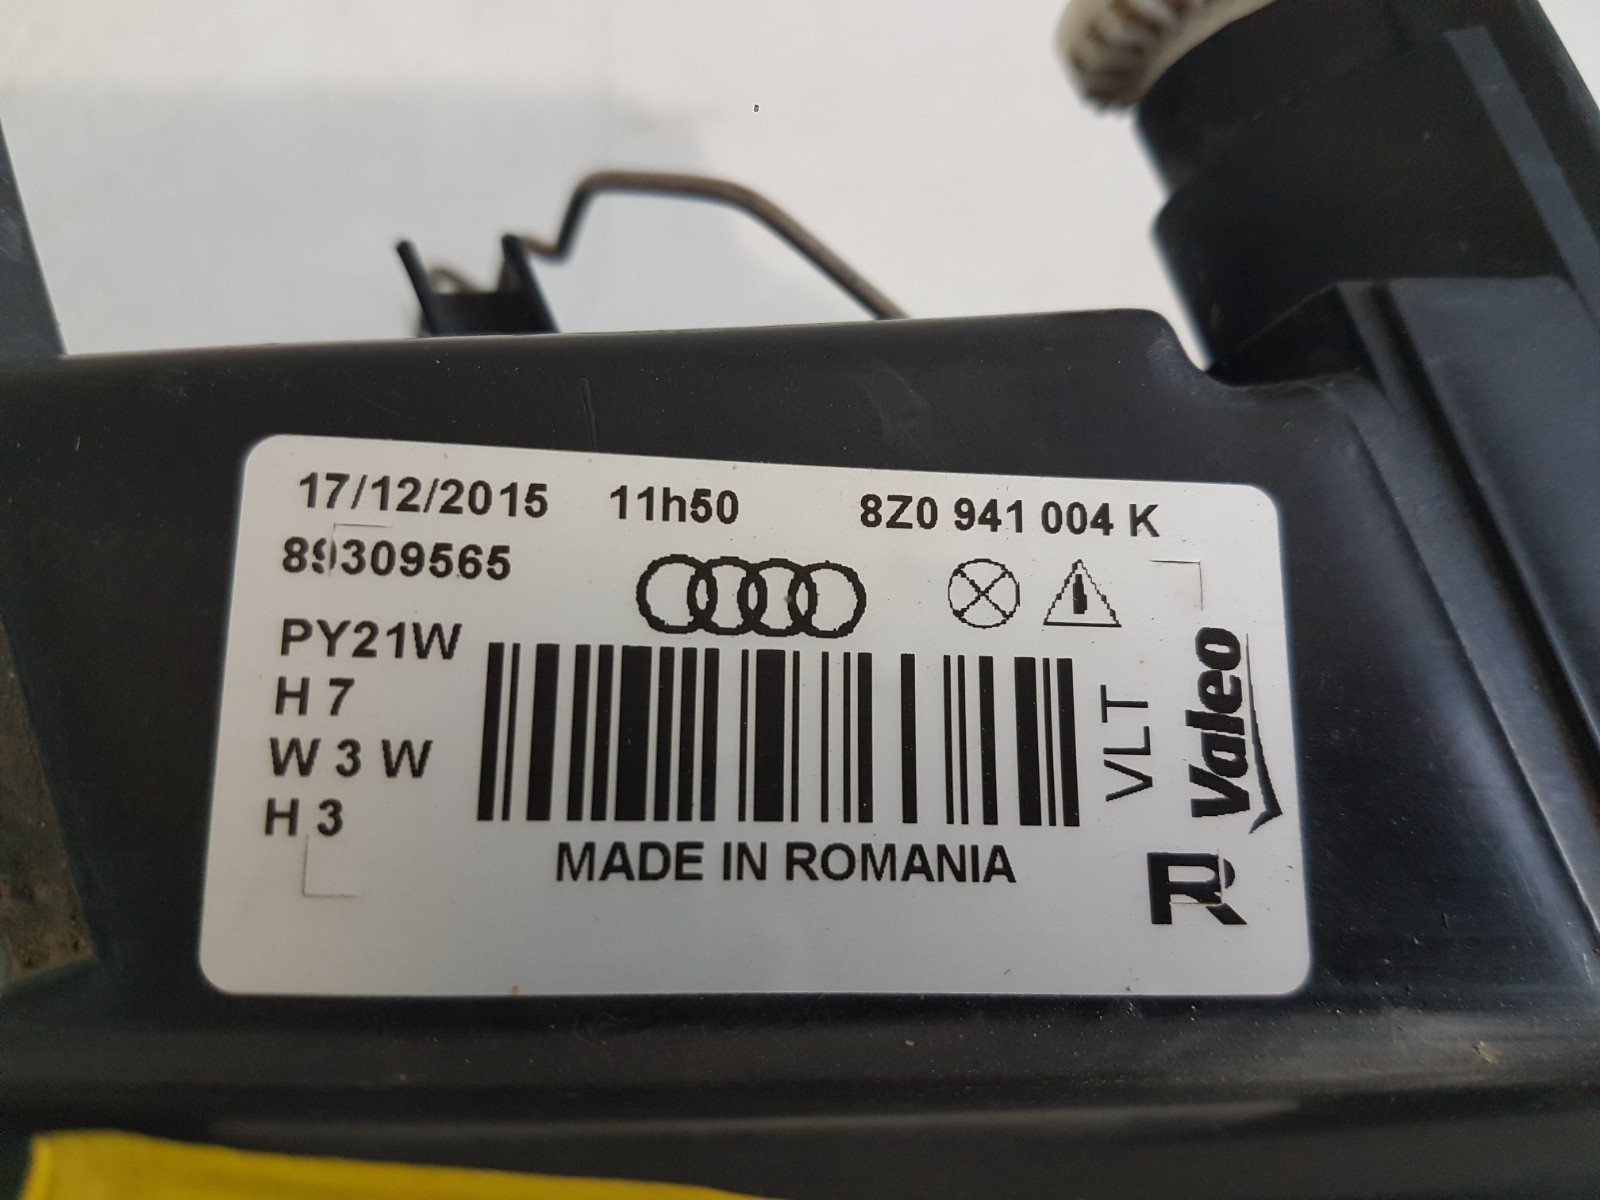 17/12/2015 11h50 8Z0 941 004 K
89309565
PY21W
H 7
W 3 W
H 3
MADE IN ROMANIA
VLT
Valeo
R